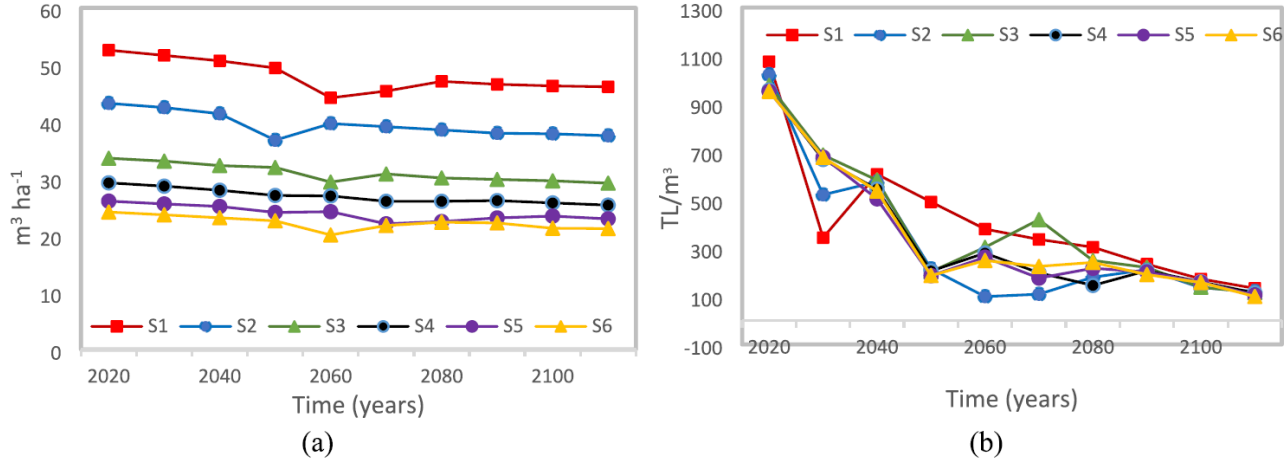 60
50
40
30
20
10
0
m³ ha⁻¹
S1 S2 S3 S4 S5 S6
2020 2040 2060 2080 2100
Time (years)
(a)
1300
1100
900
700
500
300
100
-100
TL/m³
S1 S2 S3 S4 S5 S6
2020 2040 2060 2080 2100
Time (years)
(b)